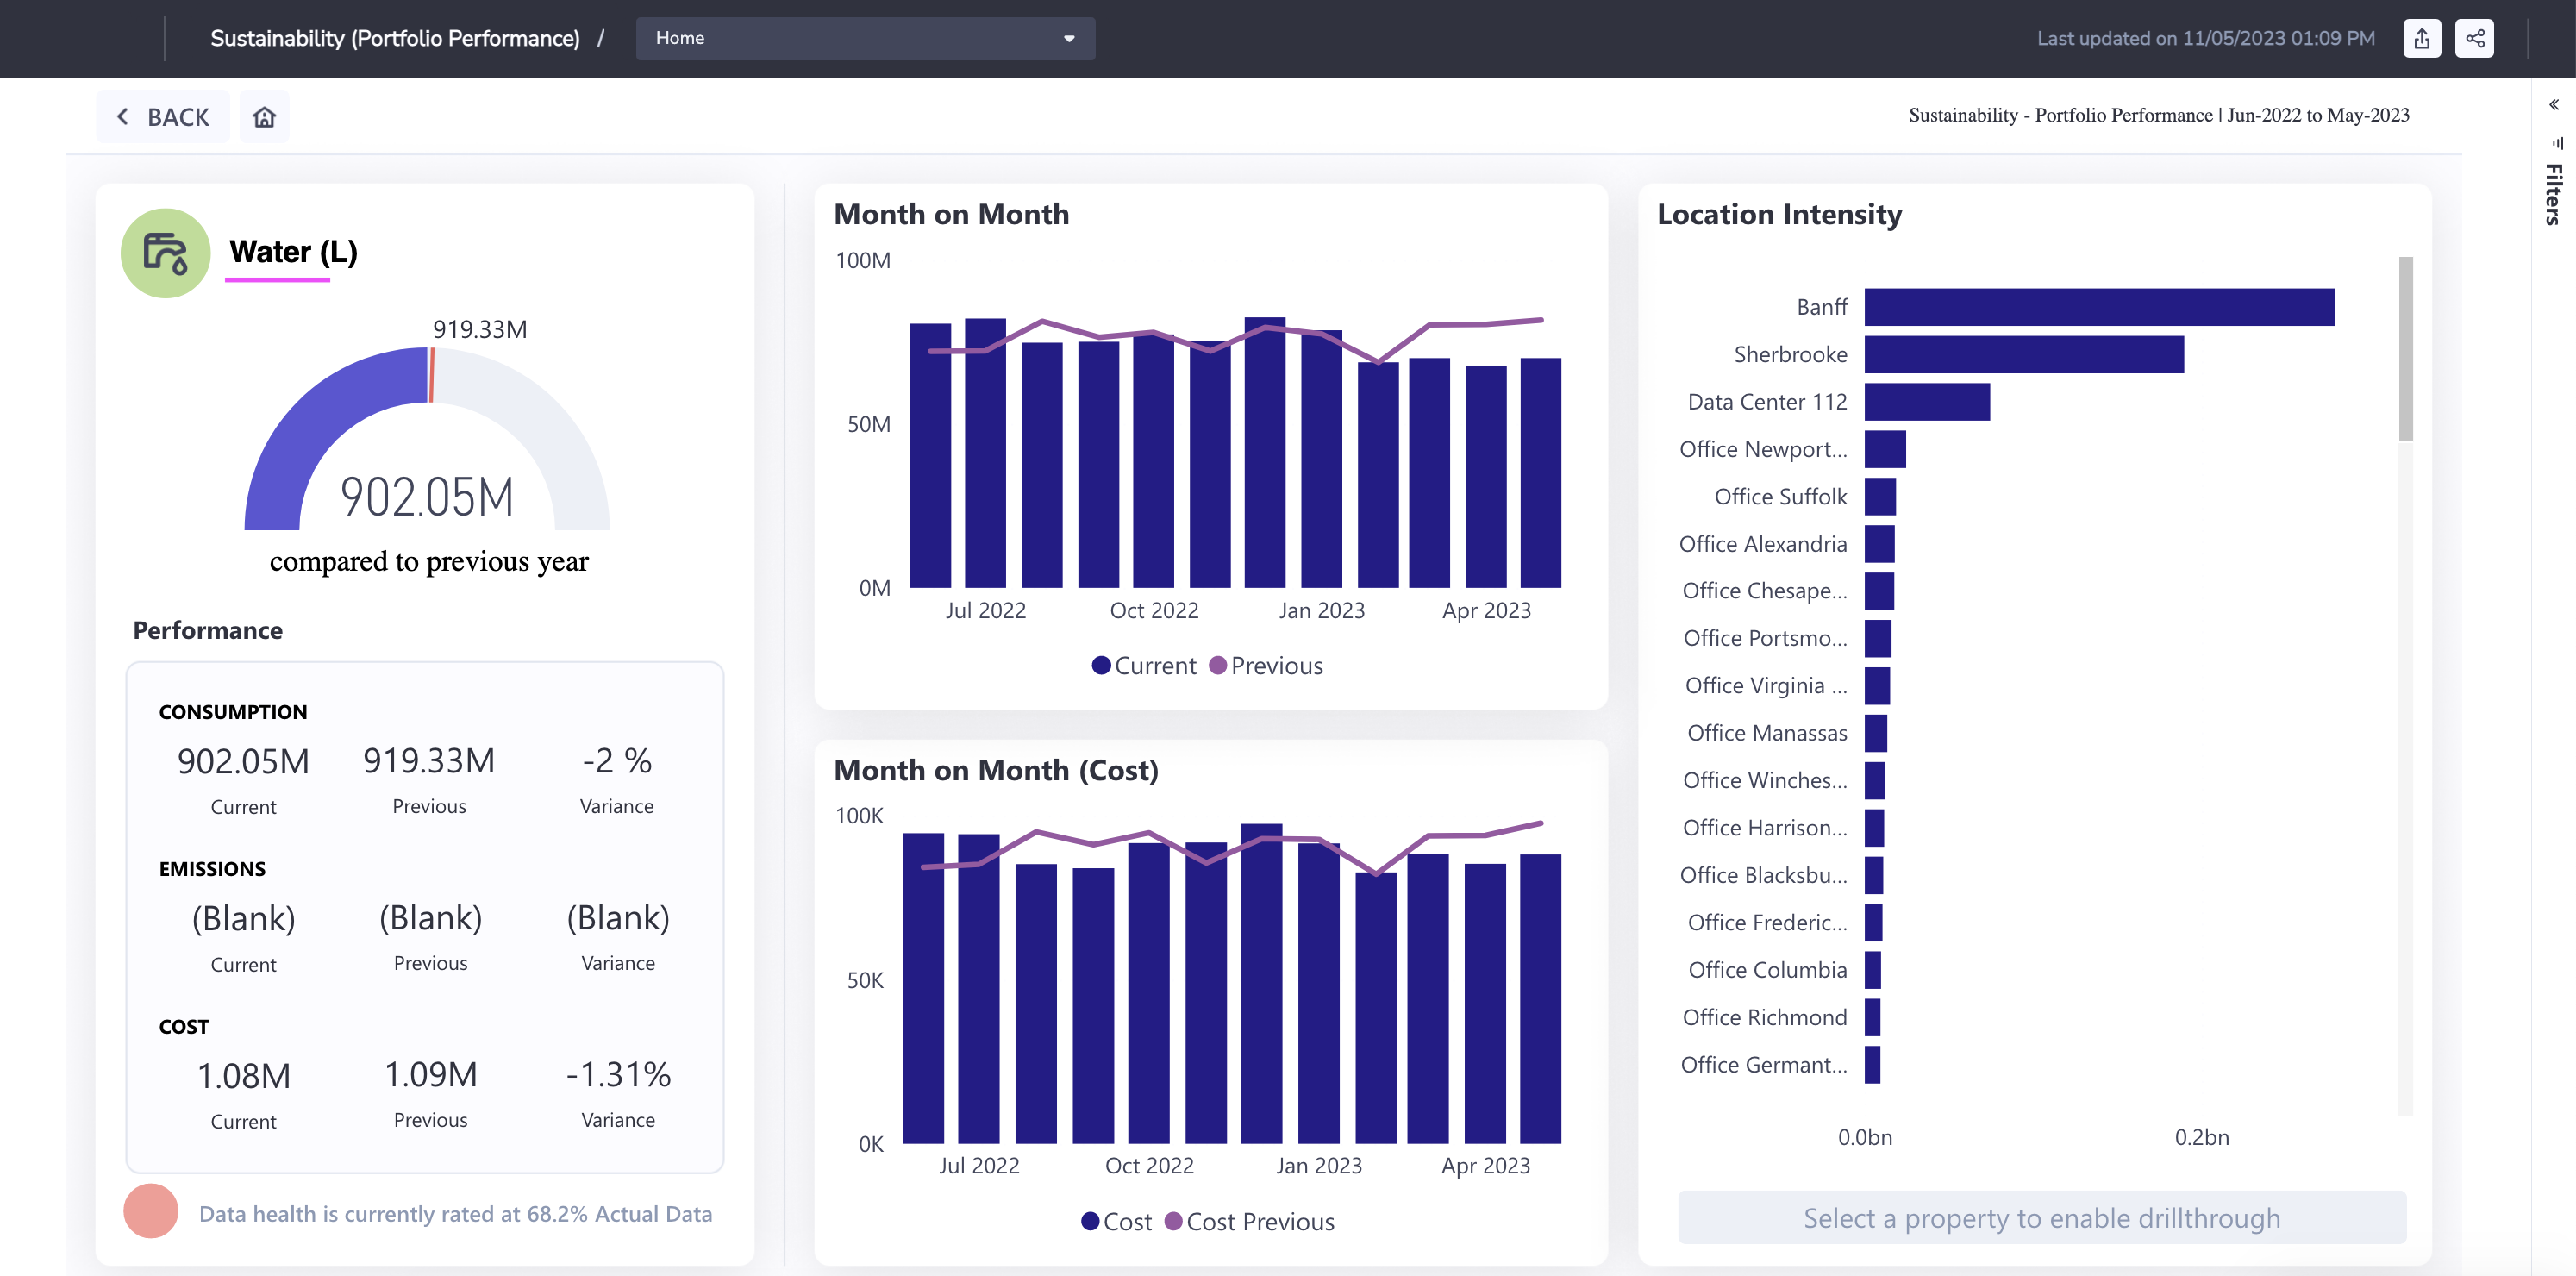 Sustainability (Portfolio Performance) / Home Last updated on 11/05/2023 01:09 PM
BACK Sustainability - Portfolio Performance | Jun-2022 to May-2023
Filters
Water (L)
919.33M
902.05M
compared to previous year
Performance
CONSUMPTION
902.05M 919.33M -2 %
Current Previous Variance
EMISSIONS
(Blank) (Blank) (Blank)
Current Previous Variance
COST
1.08M 1.09M -1.31%
Current Previous Variance
Data health is currently rated at 68.2% Actual Data
Month on Month
100M
50M
0M
Jul 2022 Oct 2022 Jan 2023 Apr 2023
Current Previous
Month on Month (Cost)
100K
50K
0K
Jul 2022 Oct 2022 Jan 2023 Apr 2023
Cost Cost Previous
Location Intensity
Banff
Sherbrooke
Data Center 112
Office Newport...
Office Suffolk
Office Alexandria
Office Chesape...
Office Portsmo...
Office Virginia ...
Office Manassas
Office Winches...
Office Harrison...
Office Blacksbu...
Office Frederic...
Office Columbia
Office Richmond
Office Germant...
0.0bn 0.2bn
Select a property to enable drillthrough